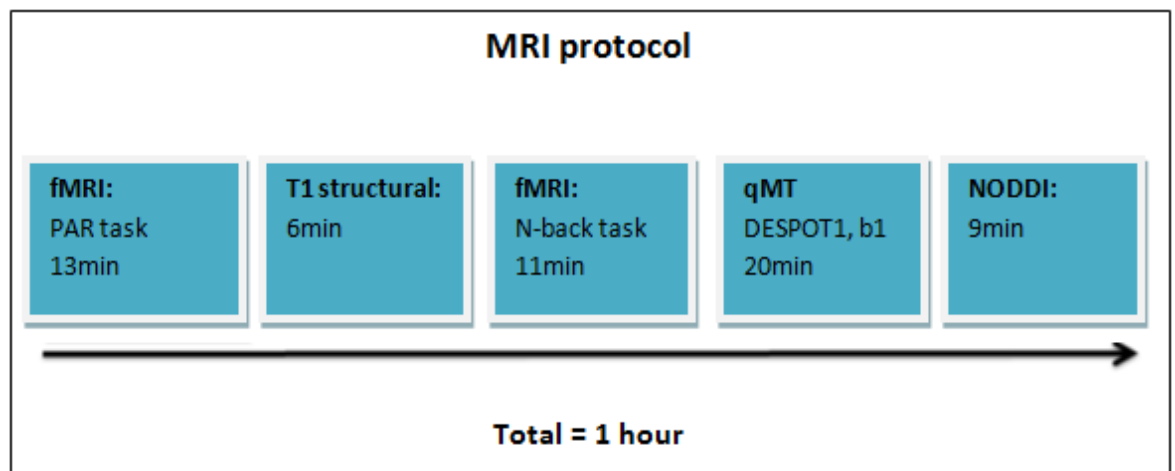 MRI protocol
fMRI:
PAR task
13min
T1 structural:
6min
fMRI:
N-back task
11min
qMT
DESPOT1, b1
20min
NODDI:
9min
Total = 1 hour